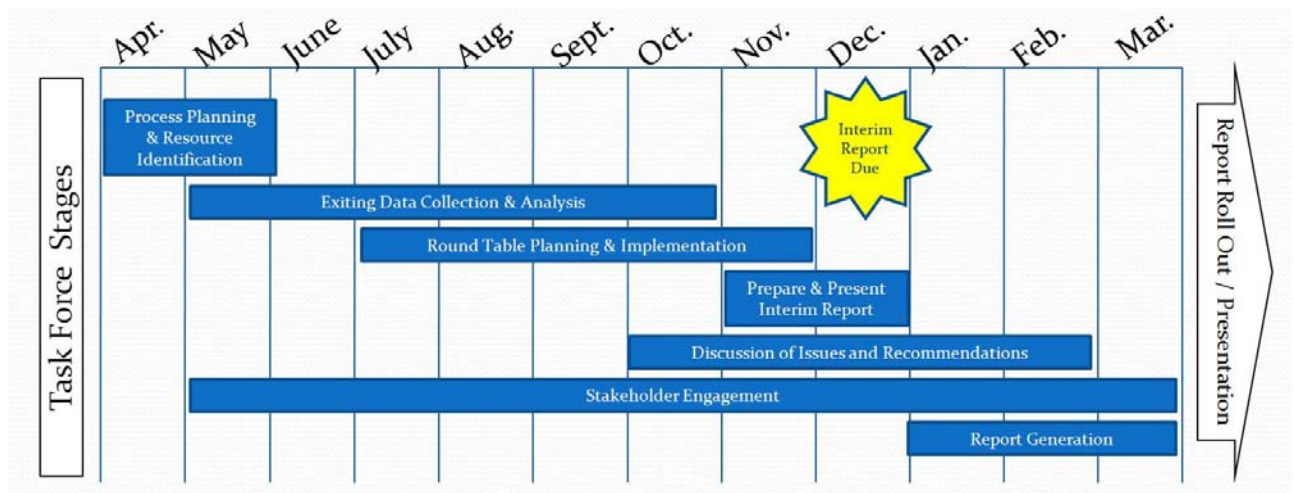 Apr.
May
June
July
Aug.
Sept.
Oct.
Nov.
Dec.
Jan.
Feb.
Mar.
Task Force Stages
Process Planning
& Resource
Identification
Interim
Report
Due
Exiting Data Collection & Analysis
Round Table Planning & Implementation
Prepare & Present
Interim Report
Discussion of Issues and Recommendations
Stakeholder Engagement
Report Generation
Report Roll Out / Presentation